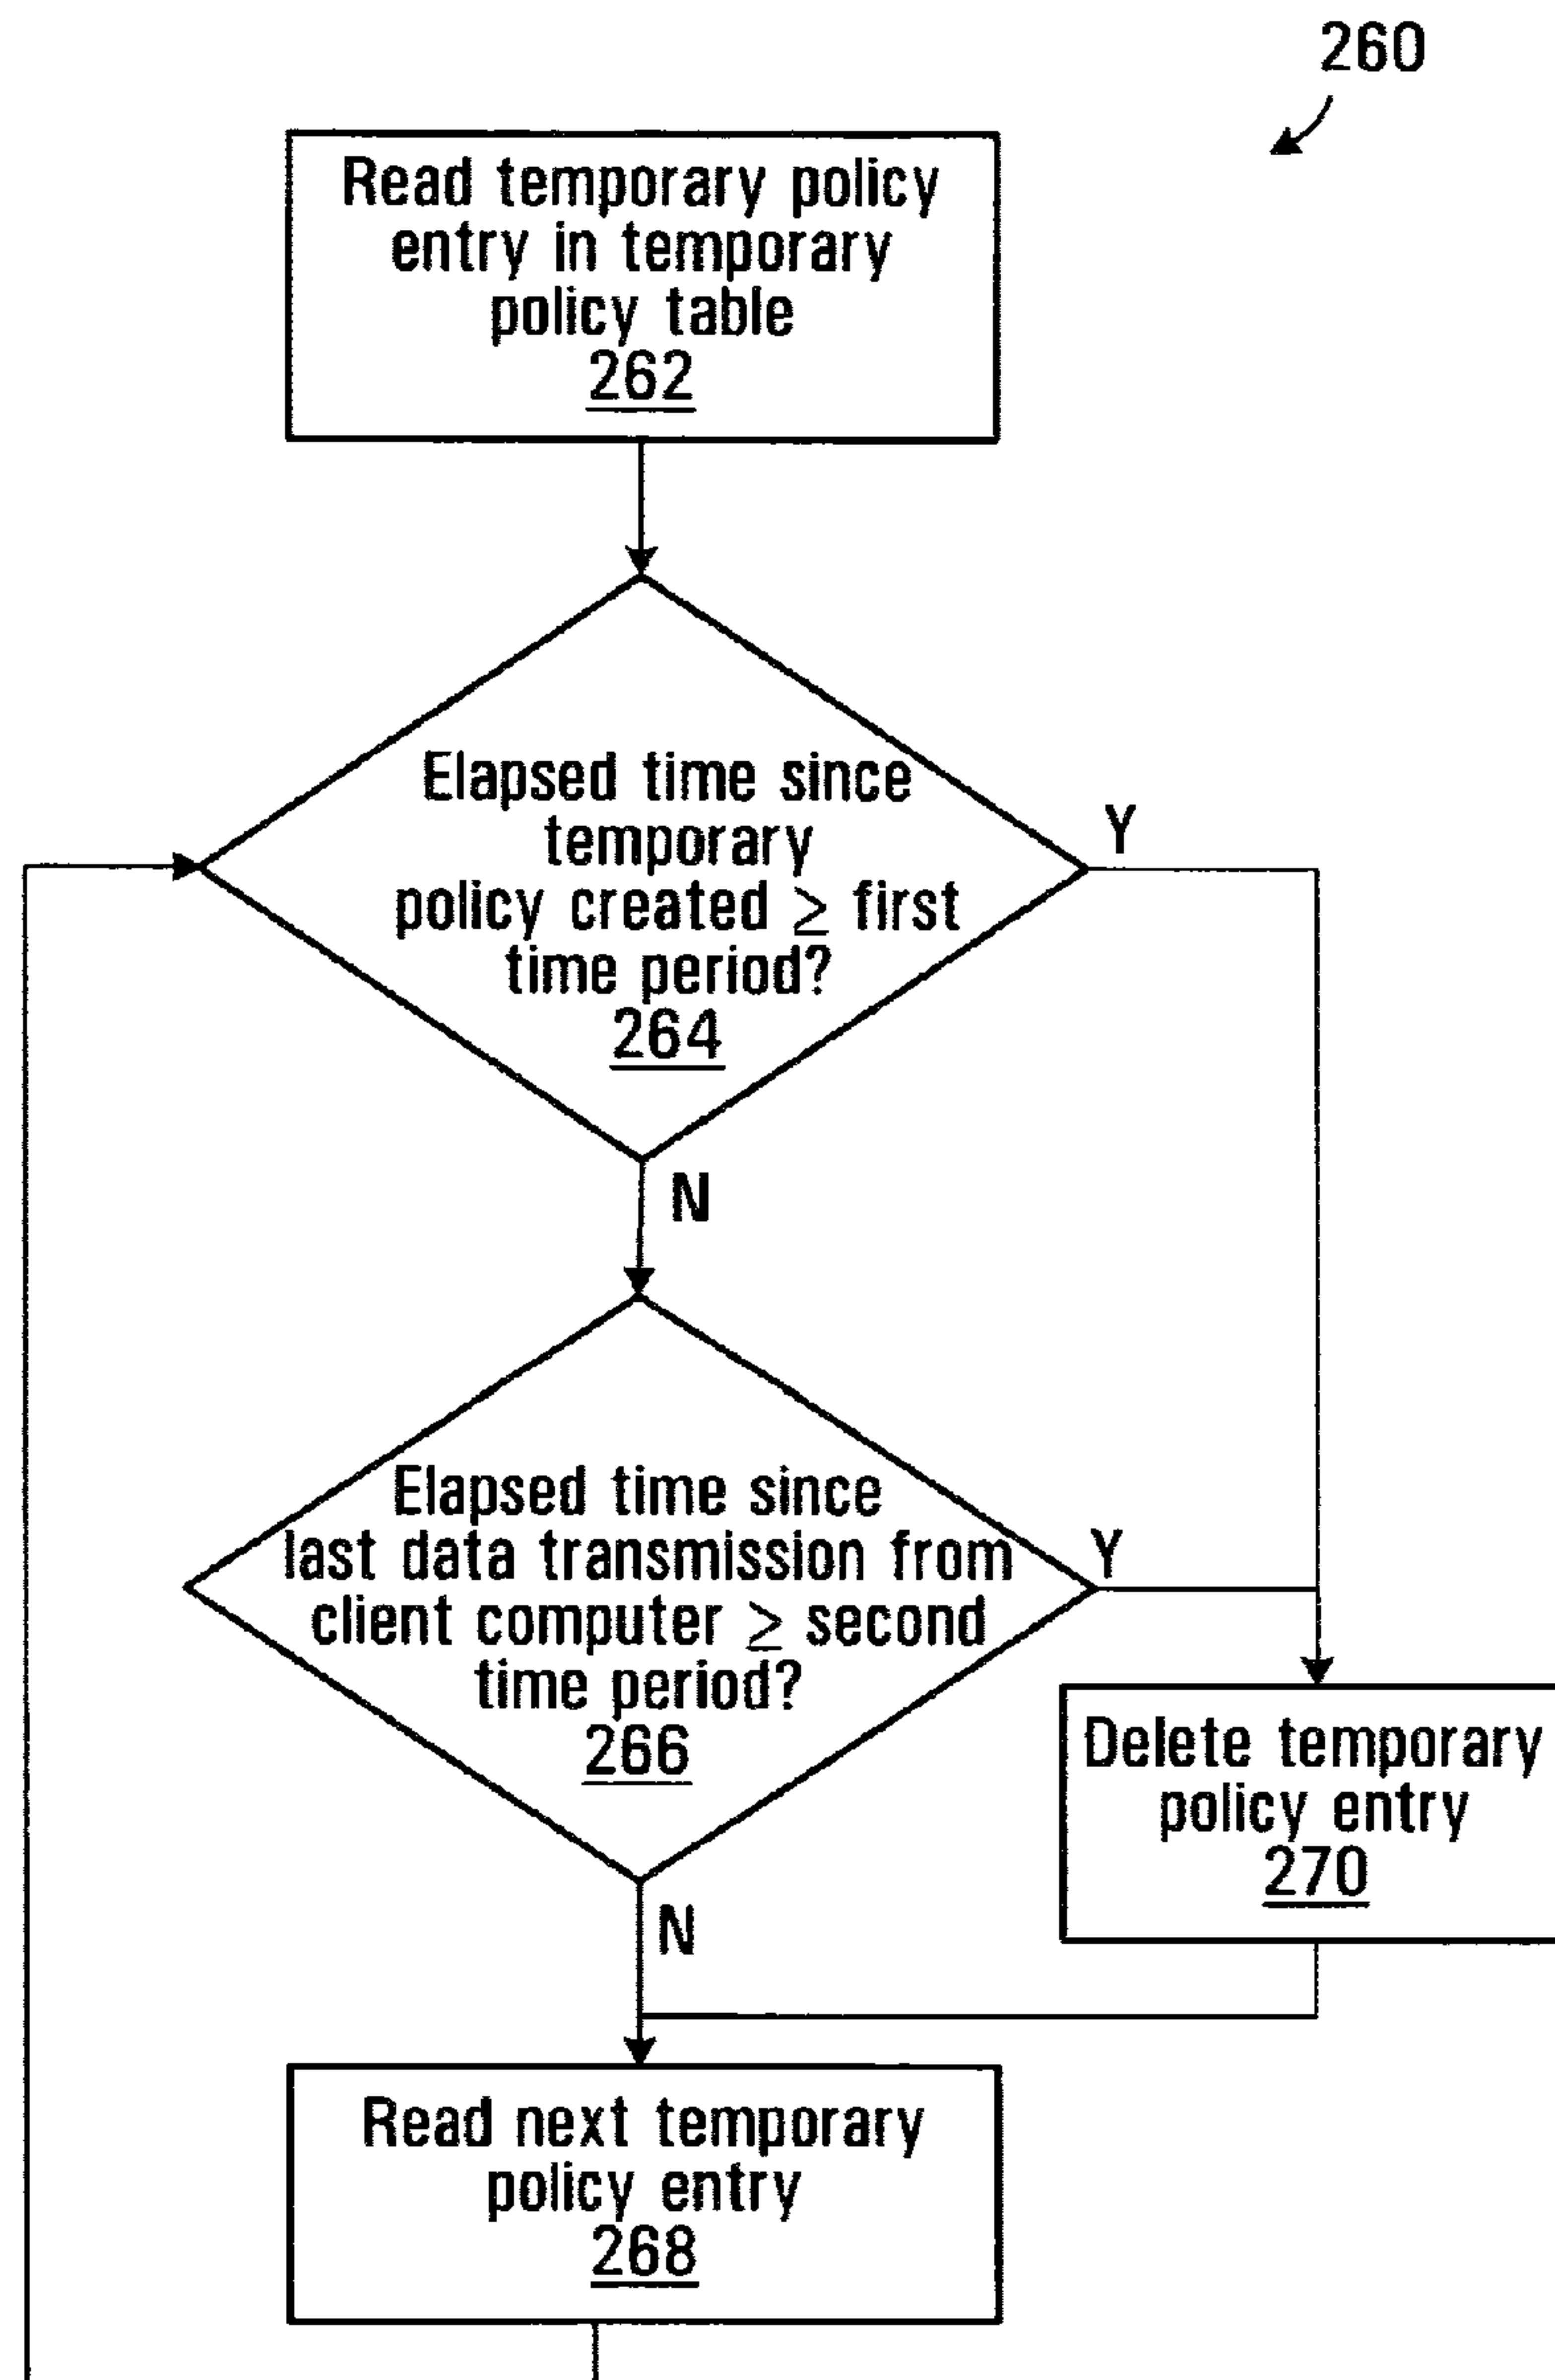 260
Read temporary policy
entry in temporary
policy table
262
Elapsed time since
temporary
policy created ≥ first
time period?
264
Y
N
Elapsed time since
last data transmission from
client computer ≥ second
time period?
266
Y
Delete temporary
policy entry
270
N
Read next temporary
policy entry
268